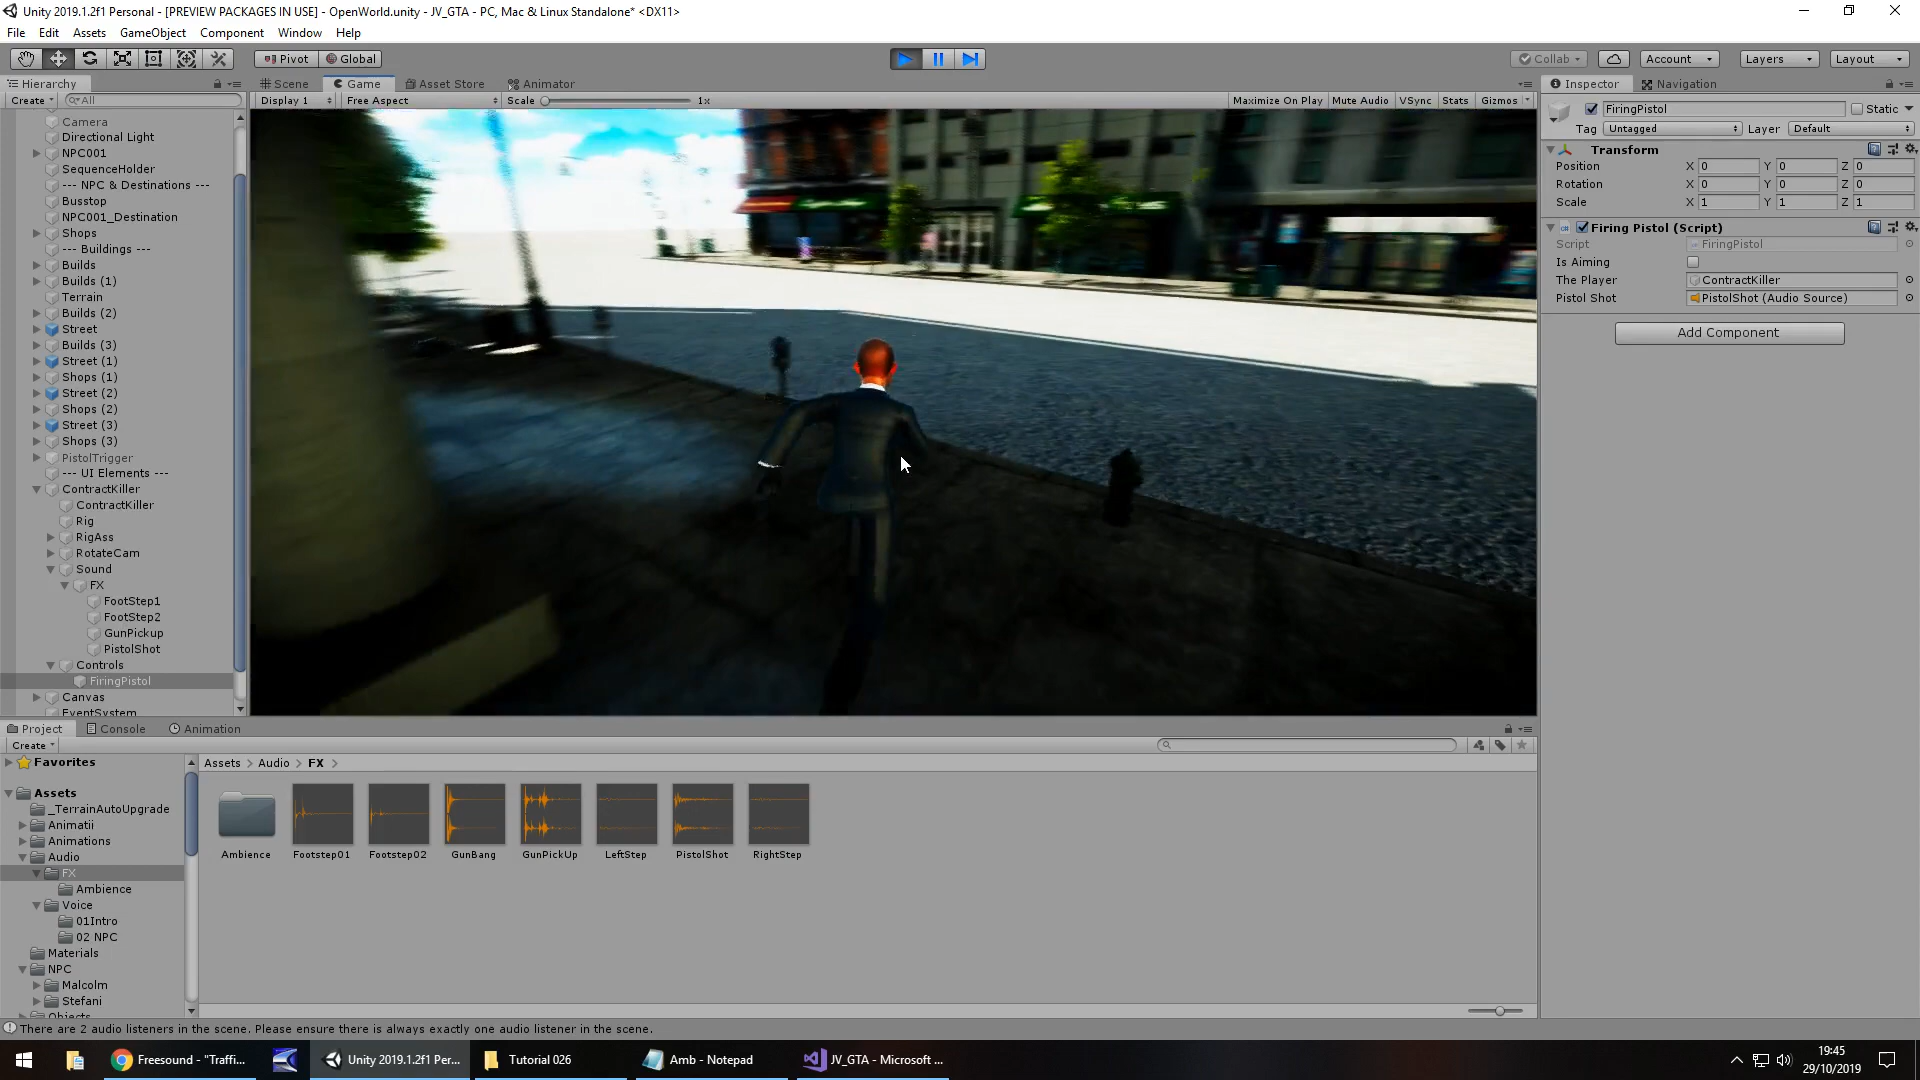 Unity 2019.1.2f1 Personal - [PREVIEW PACKAGES IN USE] - OpenWorld.unity - JV_GTA - PC, Mac & Linux Standalone* <DX11>
File Edit Assets GameObject Component Window Help
Pivot Global Collab Account Layers Layout
Hierarchy Scene Game Asset Store Animator Inspector Navigation
Create All Display 1 Free Aspect Scale 1x Maximize On Play Mute Audio VSync Stats Gizmos
Camera
Directional Light
NPC001
SequenceHolder
--- NPC & Destinations ---
Busstop
NPC001_Destination
Shops
--- Buildings ---
Builds
Builds (1)
Terrain
Builds (2)
Street
Builds (3)
Street (1)
Shops (1)
Street (2)
Shops (2)
Street (3)
Shops (3)
PistolTrigger
--- UI Elements ---
ContractKiller
ContractKiller
Rig
RigAss
RotateCam
Sound
FX
FootStep1
FootStep2
GunPickup
PistolShot
Controls
FiringPistol
Canvas
EventSystem
FiringPistol Static
Tag Untagged Layer Default
Transform
Position X 0 Y 0 Z 0
Rotation X 0 Y 0 Z 0
Scale X 1 Y 1 Z 1
Firing Pistol (Script)
Script FiringPistol
Is Aiming
The Player ContractKiller
Pistol Shot PistolShot (Audio Source)
Add Component
Project Console Animation
Create
Favorites
Assets
_TerrainAutoUpgrade
Animatii
Animations
Audio
FX
Ambience
Voice
01Intro
02 NPC
Materials
NPC
Malcolm
Stefani
Objects
Assets > Audio > FX >
Ambience Footstep01 Footstep02 GunBang GunPickUp LeftStep PistolShot RightStep
There are 2 audio listeners in the scene. Please ensure there is always exactly one audio listener in the scene.
Freesound - "Traffi... Unity 2019.1.2f1 Per... Tutorial 026 Amb - Notepad JV_GTA - Microsoft ...
19:45
29/10/2019